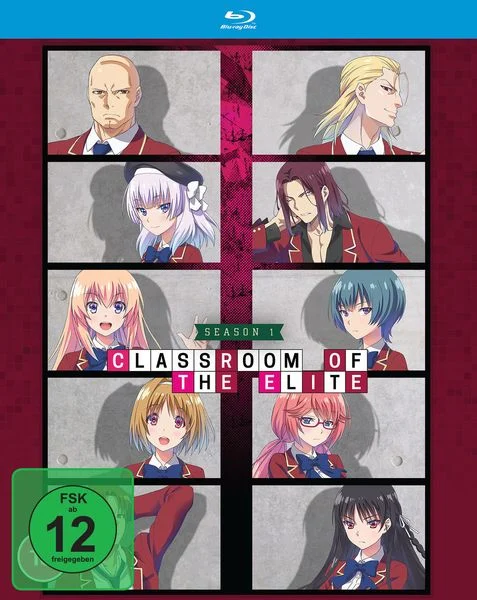 Blu-ray Disc
SEASON 1
CLASSROOM OF
THE ELITE
FSK
ab
12
freigegeben